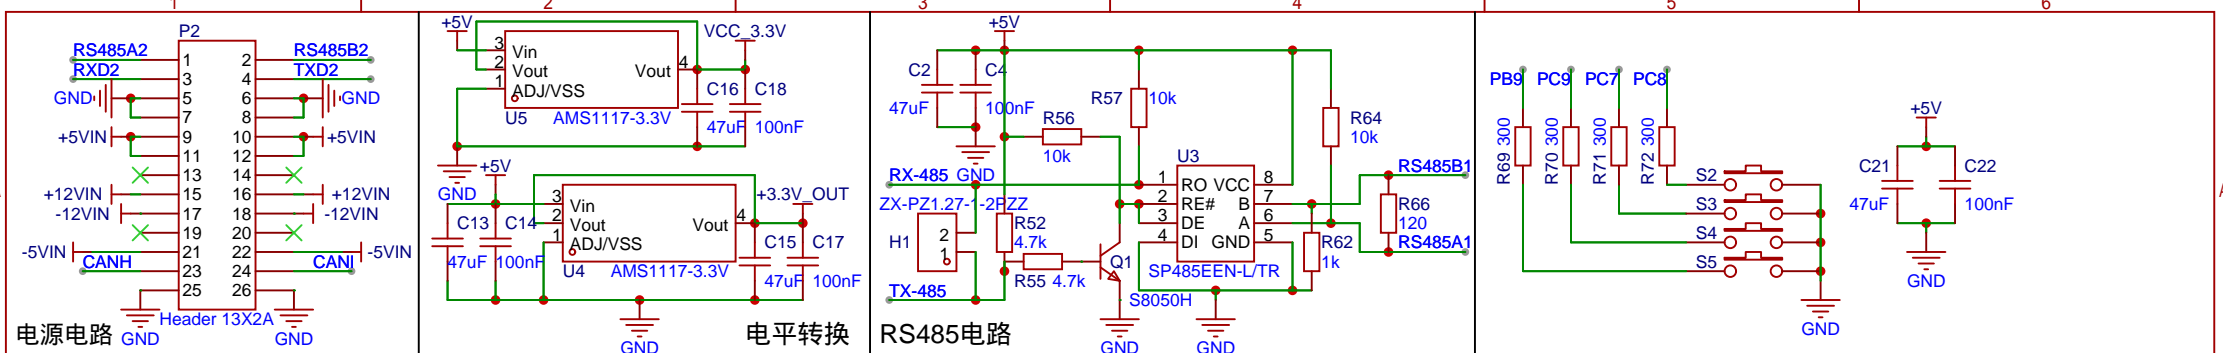 1 2 3 4 5 6
P2
RS485A2 1 2 RS485B2
RXD2 3 4 TXD2
GND 5 6 GND
7 8
+5VIN 9 10 +5VIN
11 12
13 14
+12VIN 15 16 +12VIN
-12VIN 17 18 -12VIN
19 20
-5VIN 21 22 -5VIN
CANH 23 24 CANl
25 26
Header 13X2A
GND GND
电源电路
+5V VCC_3.3V
3 Vin
2 Vout Vout 4
1 ADJ/VSS
U5 AMS1117-3.3V
C16 C18
47uF 100nF
GND
+5V +3.3V_OUT
3 Vin
2 Vout Vout 4
1 ADJ/VSS
U4 AMS1117-3.3V
C13 C14
47uF 100nF
C15 C17
47uF 100nF
GND
电平转换
+5V
C2 C4
47uF 100nF
GND
R57 10k
R56
10k
R64
10k
RX-485
ZX-PZ1.27-1-2PZZ
H1 2
1
R52
4.7k
R55 4.7k
Q1
S8050H
TX-485
U3
1 RO VCC 8
2 RE# B 7
3 DE A 6
4 DI GND 5
SP485EEN-L/TR
R62
1k
R66
120
RS485B1
RS485A1
GND GND
RS485电路
PB9 PC9 PC7 PC8
R69 300
R70 300
R71 300
R72 300
S2
S3
S4
S5
GND
+5V
C21 C22
47uF 100nF
GND